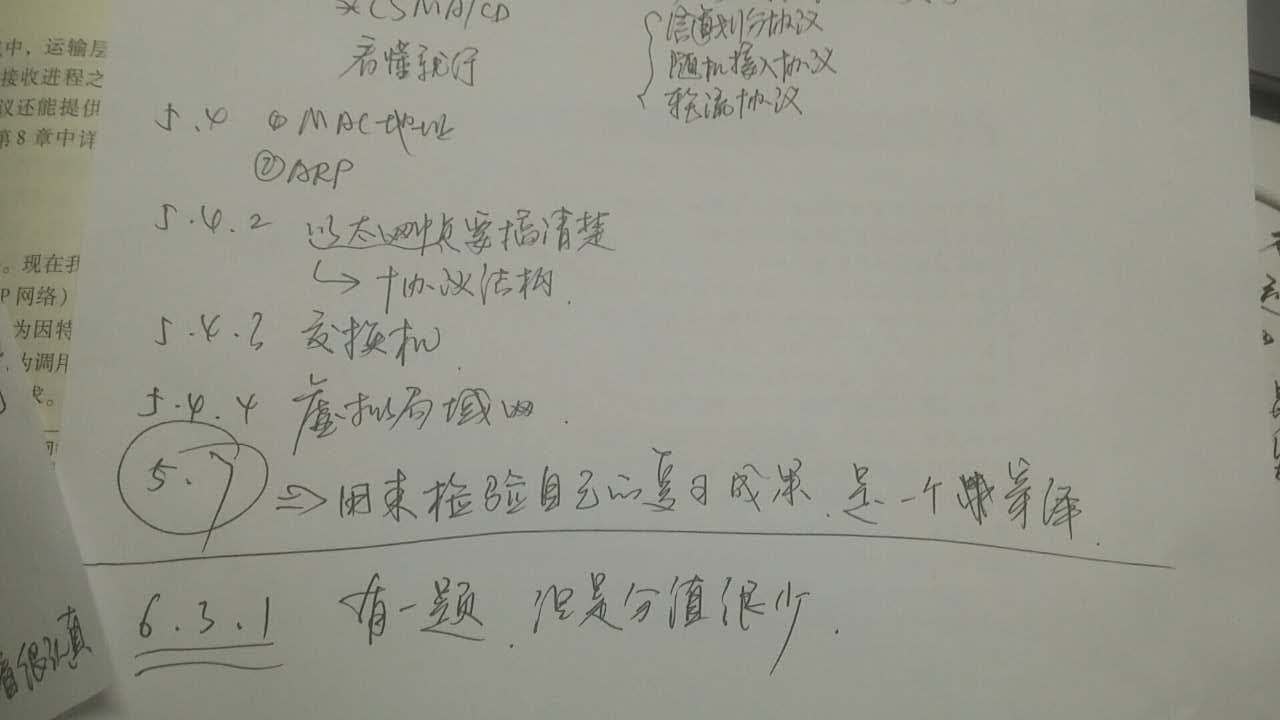 *CSMA/CD
看懂就行
信道划分协议
随机接入协议
轮流协议
5.4 ① MAC地址
② ARP
5.4.2 以太网 要搞清楚
↳ 协议结构.
5.4.3 交换机
5.4.4 虚拟局域网.
5.7 ⇒ 用来检验自己的复习成果.是一个
6.3.1 有一题.但是分值很少.
中，运输层
接收进程之
议还能提供
第8章中详
。现在我
P网络）
为因特
为调用
看很认真